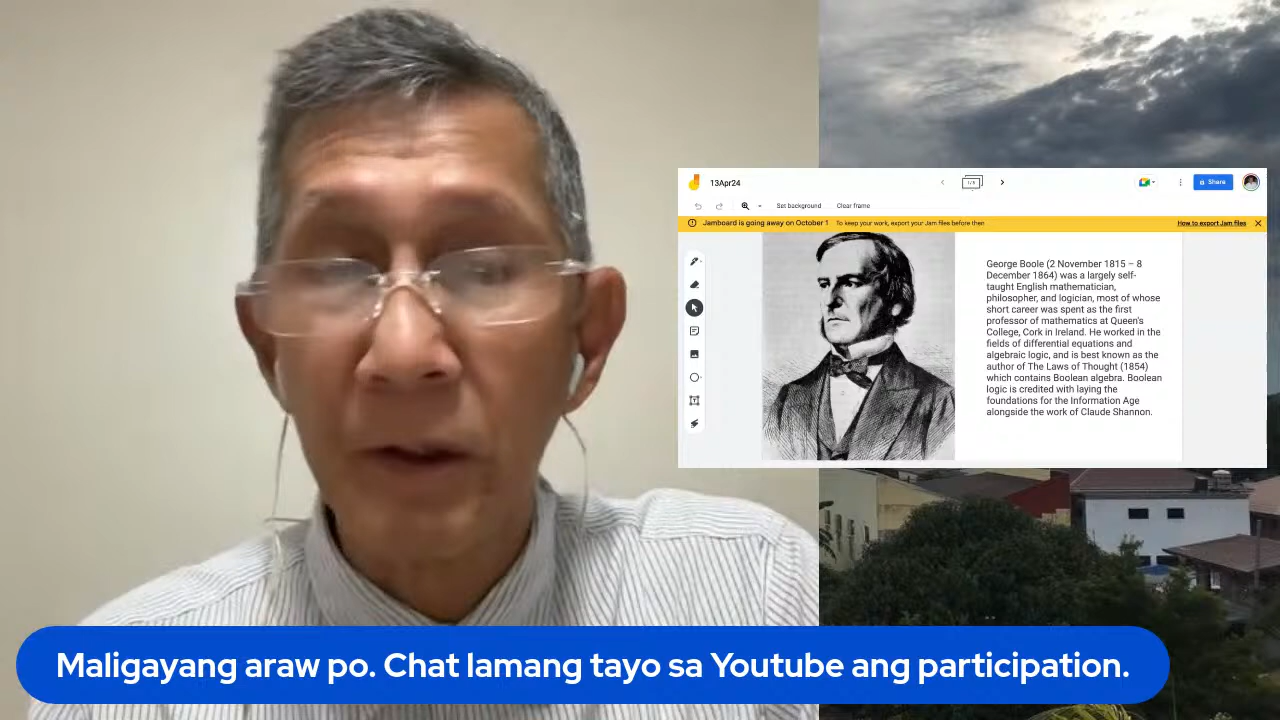 13Apr24
1/5
Share
Set background
Clear frame
Jamboard is going away on October 1 To keep your work, export your Jam files before then
How to export Jam files
George Boole (2 November 1815 – 8
December 1864) was a largely self-
taught English mathematician,
philosopher, and logician, most of whose
short career was spent as the first
professor of mathematics at Queen's
College, Cork in Ireland. He worked in the
fields of differential equations and
algebraic logic, and is best known as the
author of The Laws of Thought (1854)
which contains Boolean algebra. Boolean
logic is credited with laying the
foundations for the Information Age
alongside the work of Claude Shannon.
Maligayang araw po. Chat lamang tayo sa Youtube ang participation.